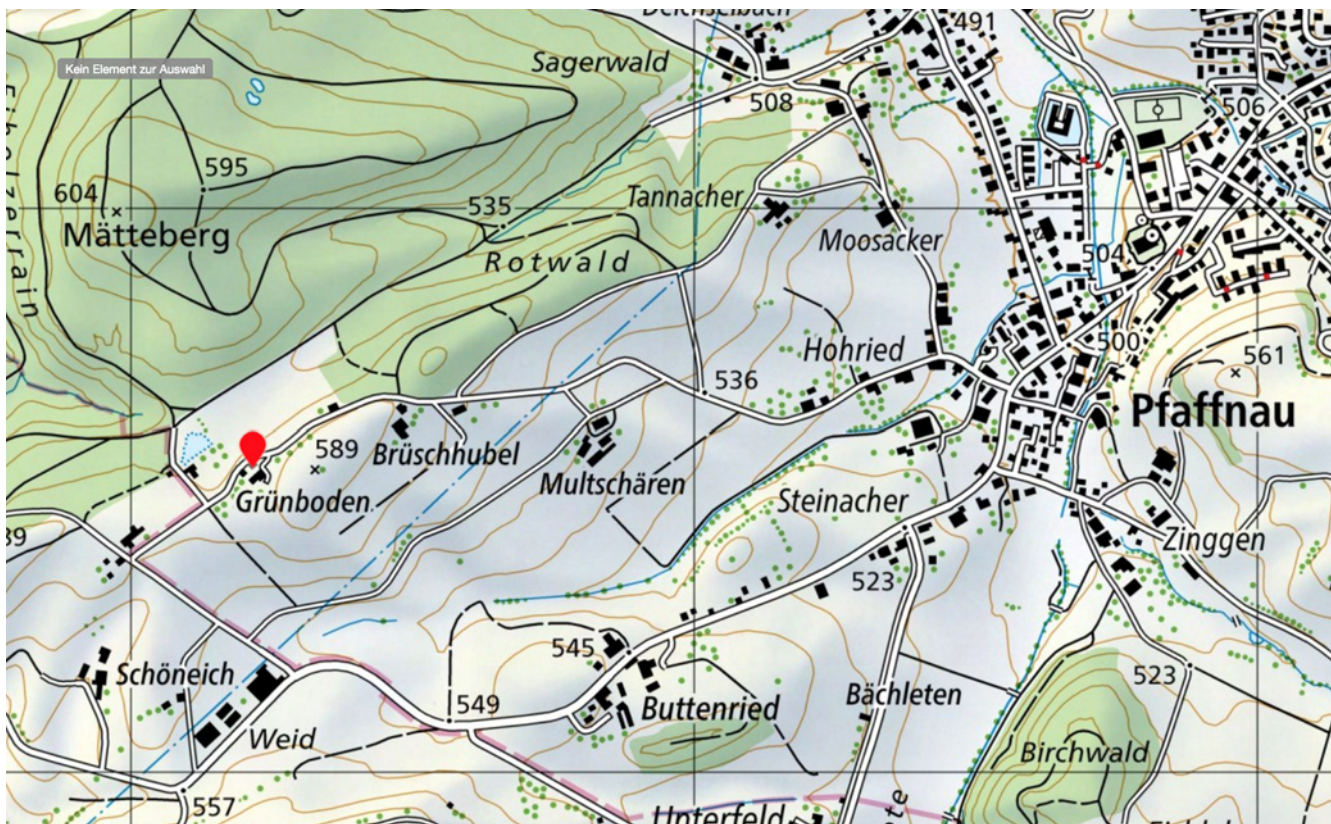 491
Sagerwald
Kein Element zur Auswahl
508
506
595
604
Tannacher
535
Mätteberg
Moosacker
504
Rotwald
500
Hohried
561
536
Pfaffnau
589
Brüschhubel
Multschären
Grünboden
Steinacher
Zinggen
523
545
Schöneich
523
Bächleten
549
Buttenried
Weid
Birchwald
557
Unterfeld